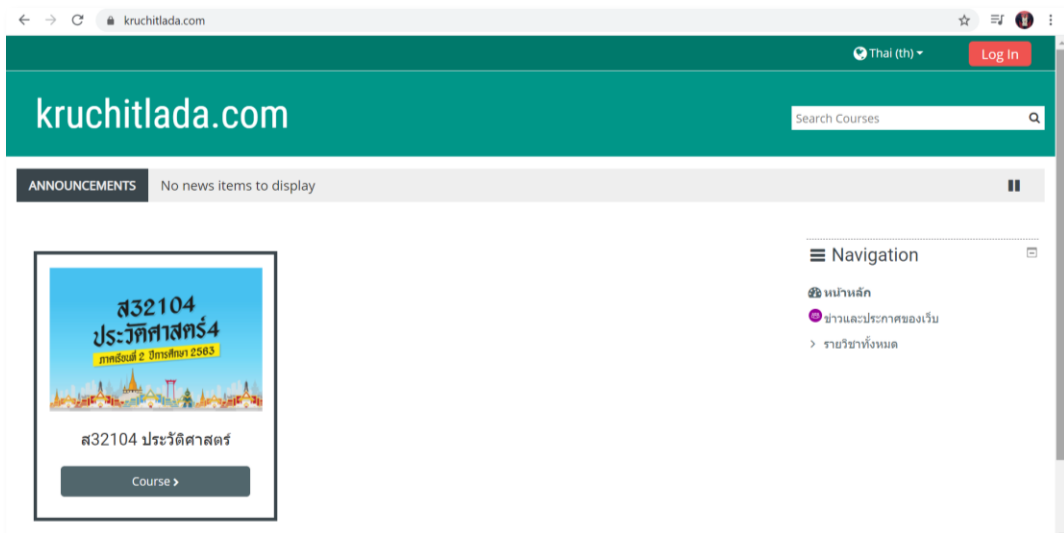 kruchitlada.com
Thai (th)
Log In
kruchitlada.com
Search Courses
ANNOUNCEMENTS No news items to display
Navigation
หน้าหลัก
ข่าวและประกาศของเว็บ
รายวิชาทั้งหมด
ส32104
ประวัติศาสตร์4
ภาคเรียนที่ 2 ปีการศึกษา 2563
ส32104 ประวัติศาสตร์
Course